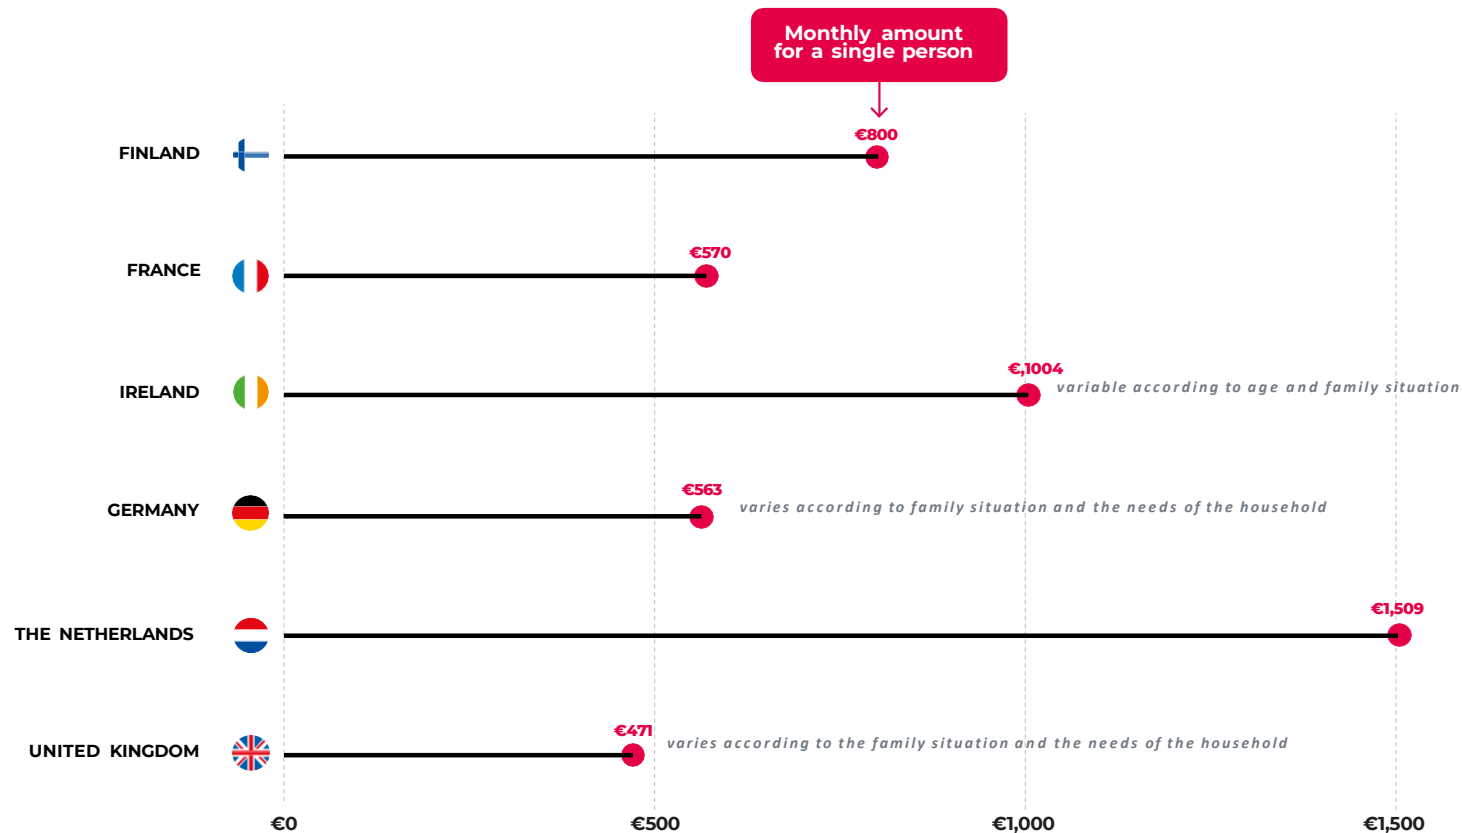 Monthly amount
for a single person
€800
FINLAND
€570
FRANCE
€,1004
IRELAND
variable according to age and family situation
€563
GERMANY
varies according to family situation and the needs of the household
€1,509
THE NETHERLANDS
€471
UNITED KINGDOM
varies according to the family situation and the needs of the household
€0
€500
€1,000
€1,500